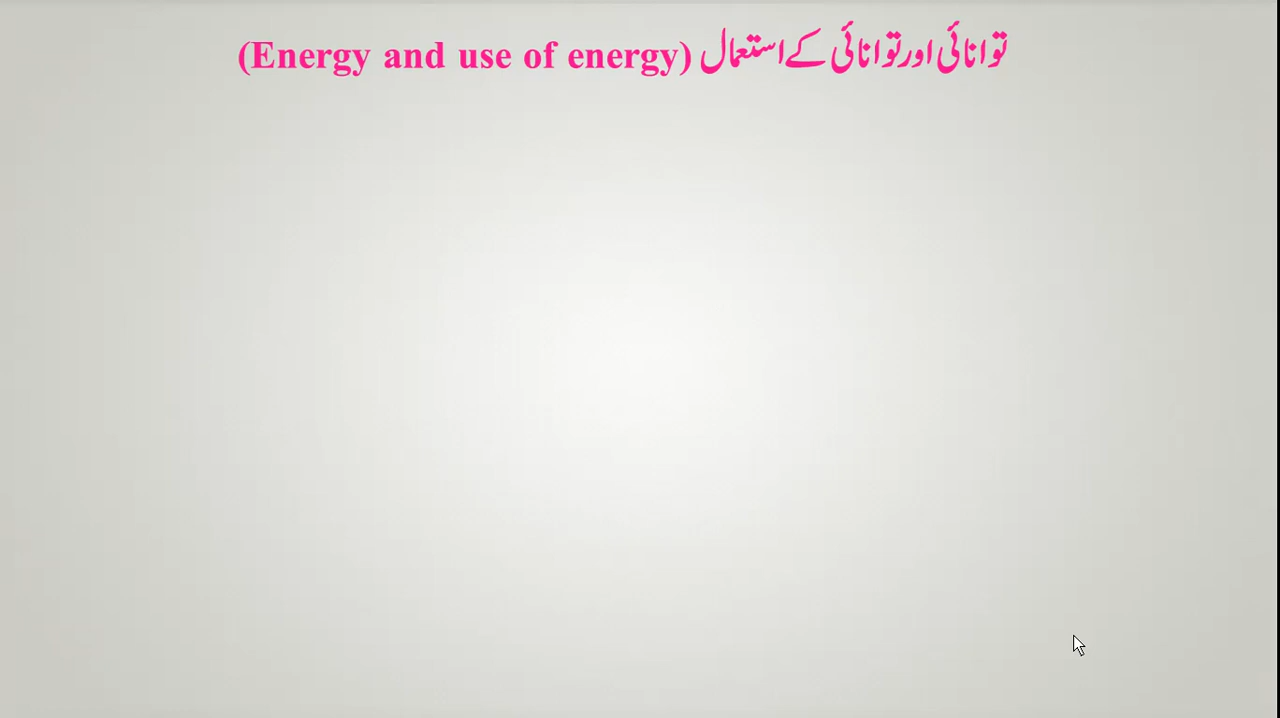 توانائی اور توانائی کے استعمال (Energy and use of energy)